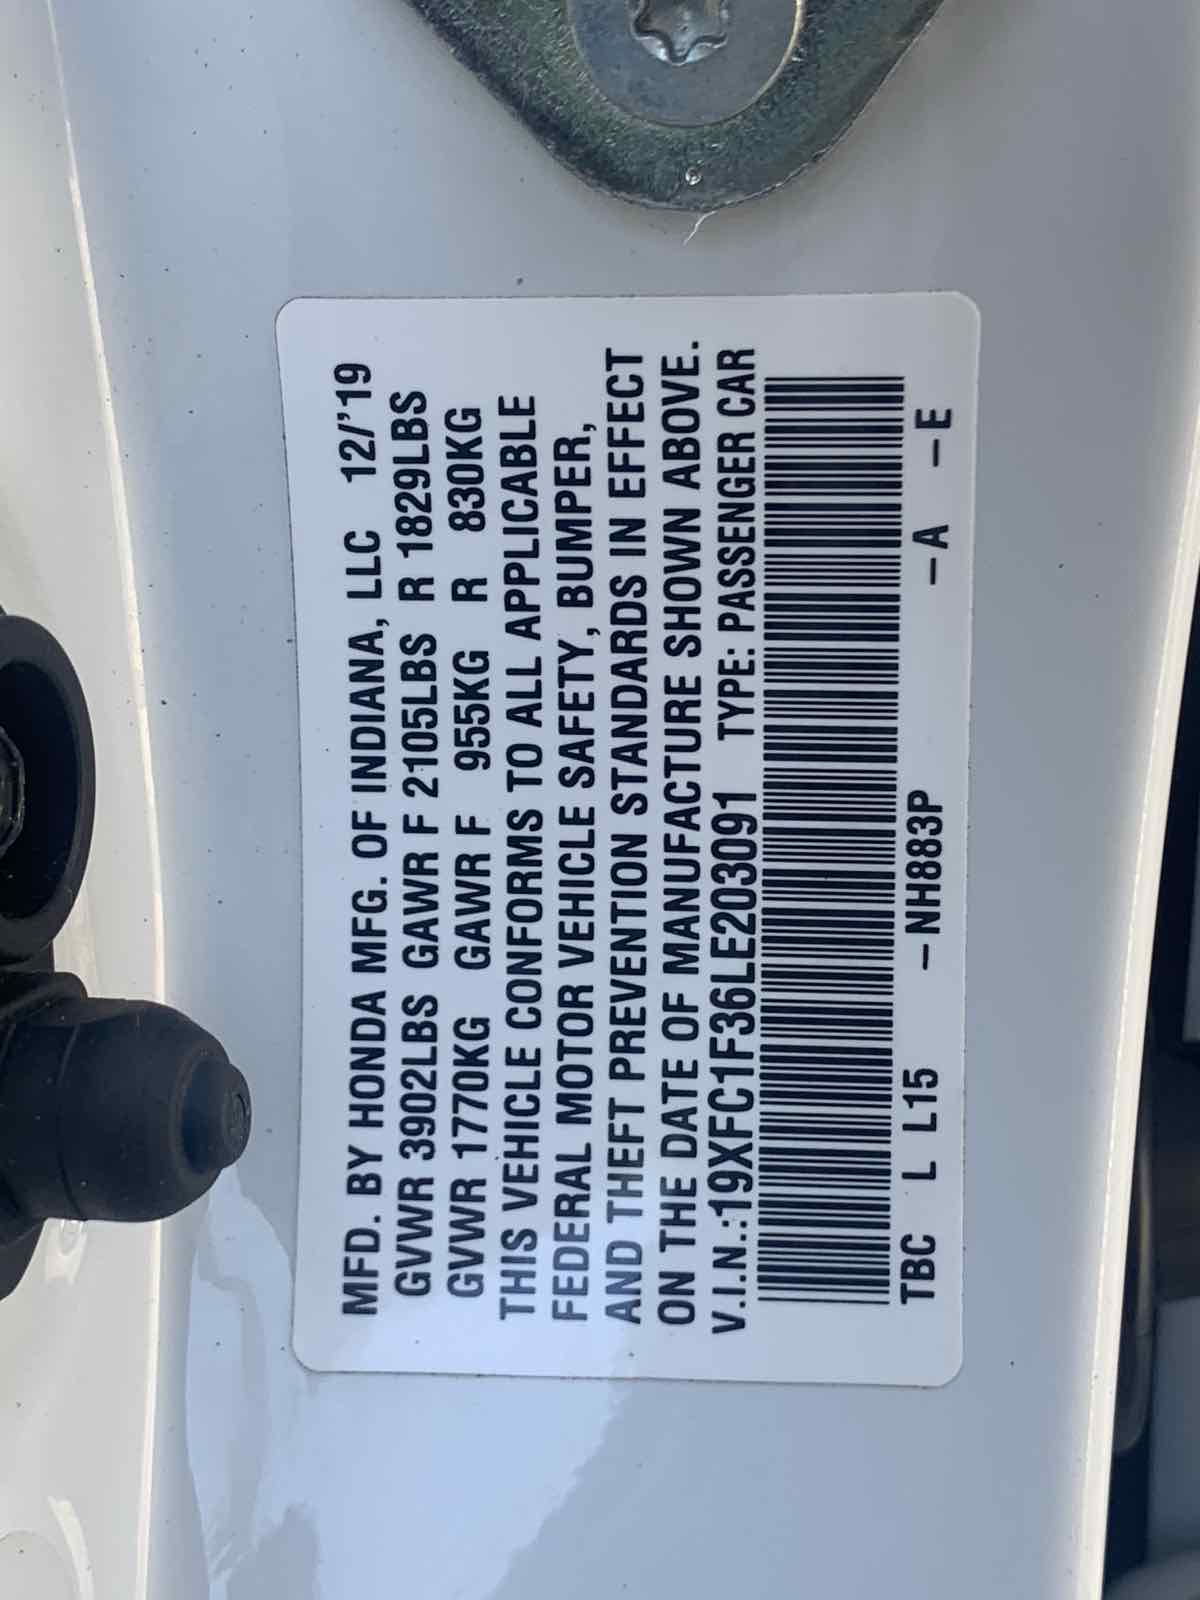 MFD. BY HONDA MFG. OF INDIANA, LLC 12/'19
GVWR 3902LBS GAWR F 2105LBS R 1829LBS
GVWR 1770KG GAWR F 955KG R 830KG
THIS VEHICLE CONFORMS TO ALL APPLICABLE
FEDERAL MOTOR VEHICLE SAFETY, BUMPER,
AND THEFT PREVENTION STANDARDS IN EFFECT
ON THE DATE OF MANUFACTURE SHOWN ABOVE.
V.I.N.:19XFC1F36LE203091 TYPE: PASSENGER CAR
TBC L L15 –NH883P –A –E